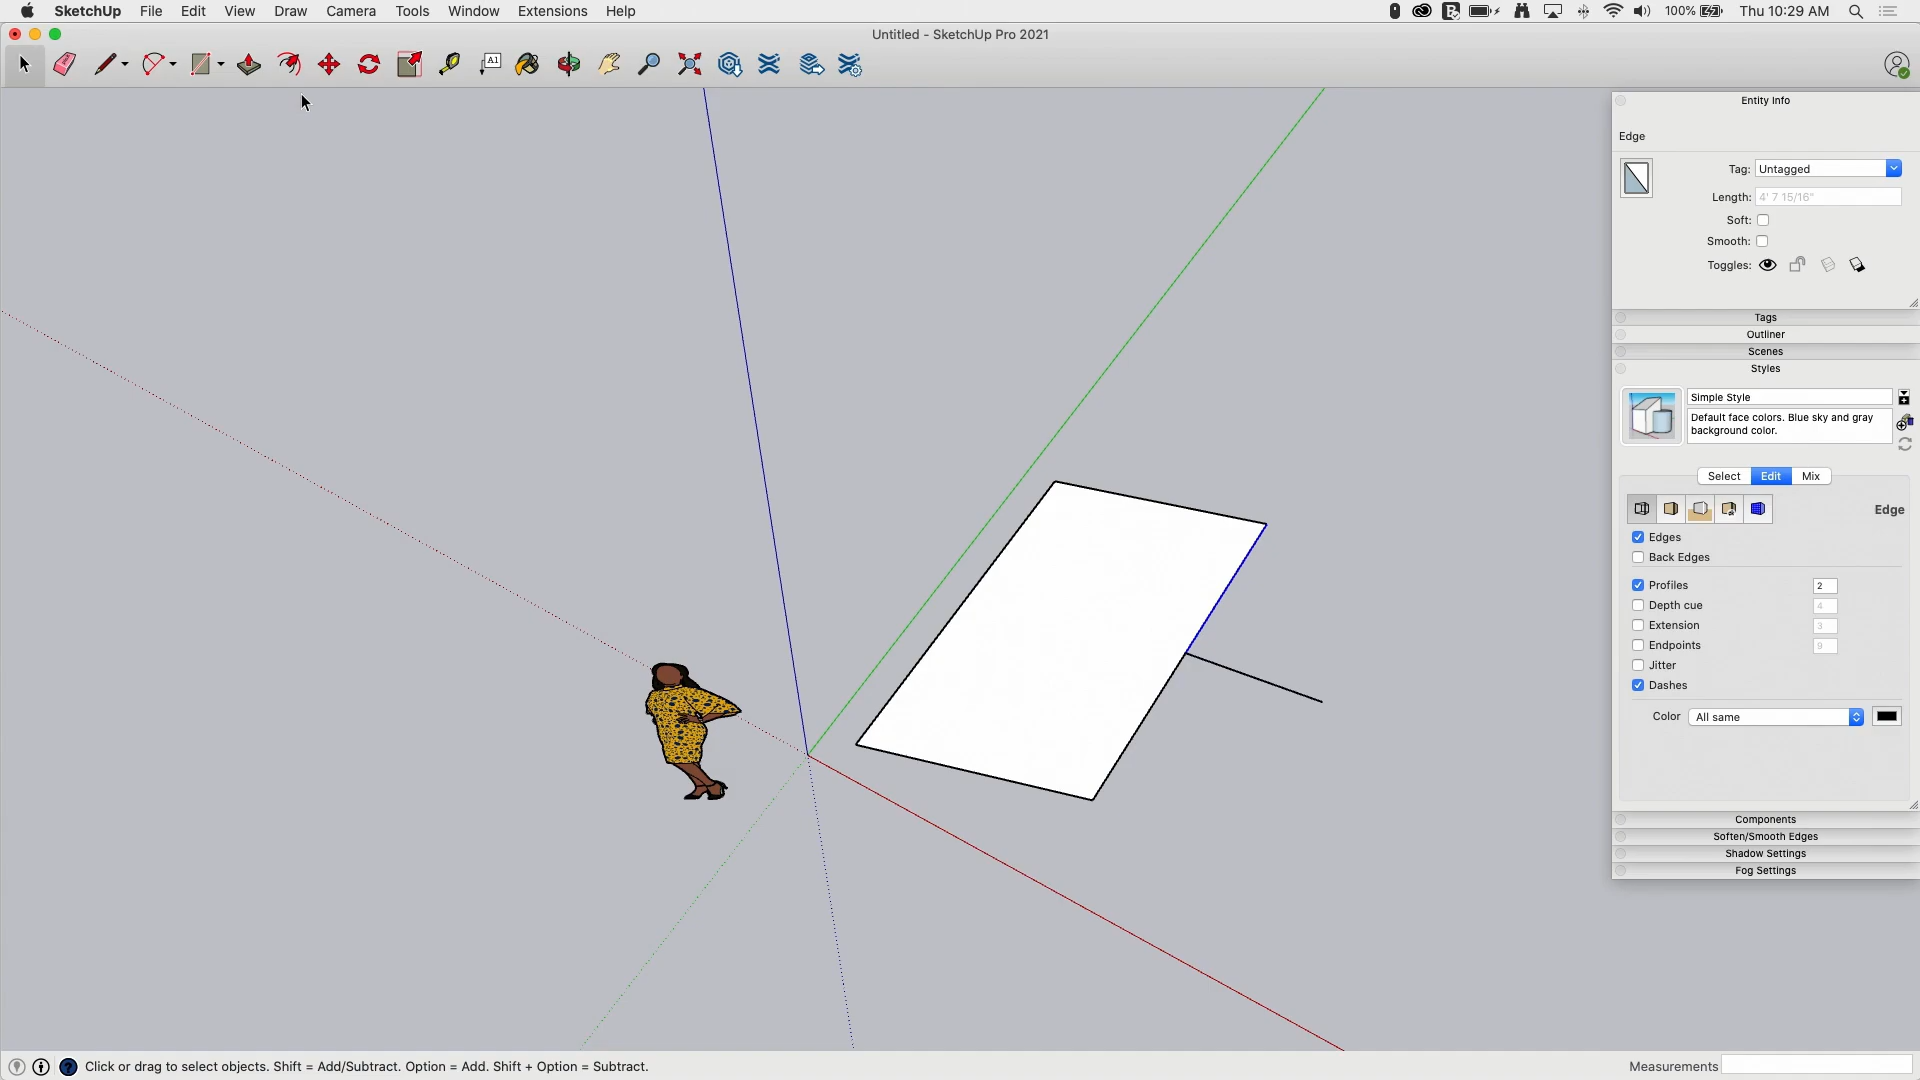 SketchUp File Edit View Draw Camera Tools Window Extensions Help 100% Thu 10:29 AM
Untitled - SketchUp Pro 2021
A1
Entity Info
Edge
Tag: Untagged
Length: 4' 7 15/16"
Soft:
Smooth:
Toggles:
Tags
Outliner
Scenes
Styles
Simple Style
Default face colors. Blue sky and gray
background color.
Select Edit Mix
Edge
Edges
Back Edges
Profiles 2
Depth cue 4
Extension 3
Endpoints 9
Jitter
Dashes
Color All same
Components
Soften/Smooth Edges
Shadow Settings
Fog Settings
Click or drag to select objects. Shift = Add/Subtract. Option = Add. Shift + Option = Subtract. Measurements